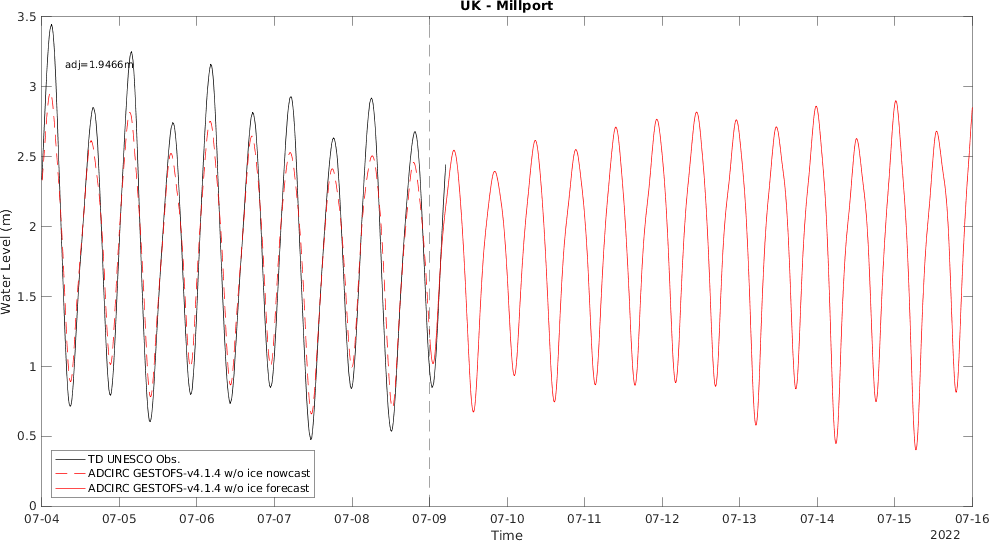 UK - Millport
3.5
3
2.5
2
1.5
1
0.5
0
Water Level (m)
adj=1.9466m
TD UNESCO Obs.
ADCIRC GESTOFS-v4.1.4 w/o ice nowcast
ADCIRC GESTOFS-v4.1.4 w/o ice forecast
07-04 07-05 07-06 07-07 07-08 07-09 07-10 07-11 07-12 07-13 07-14 07-15 07-16
Time
2022